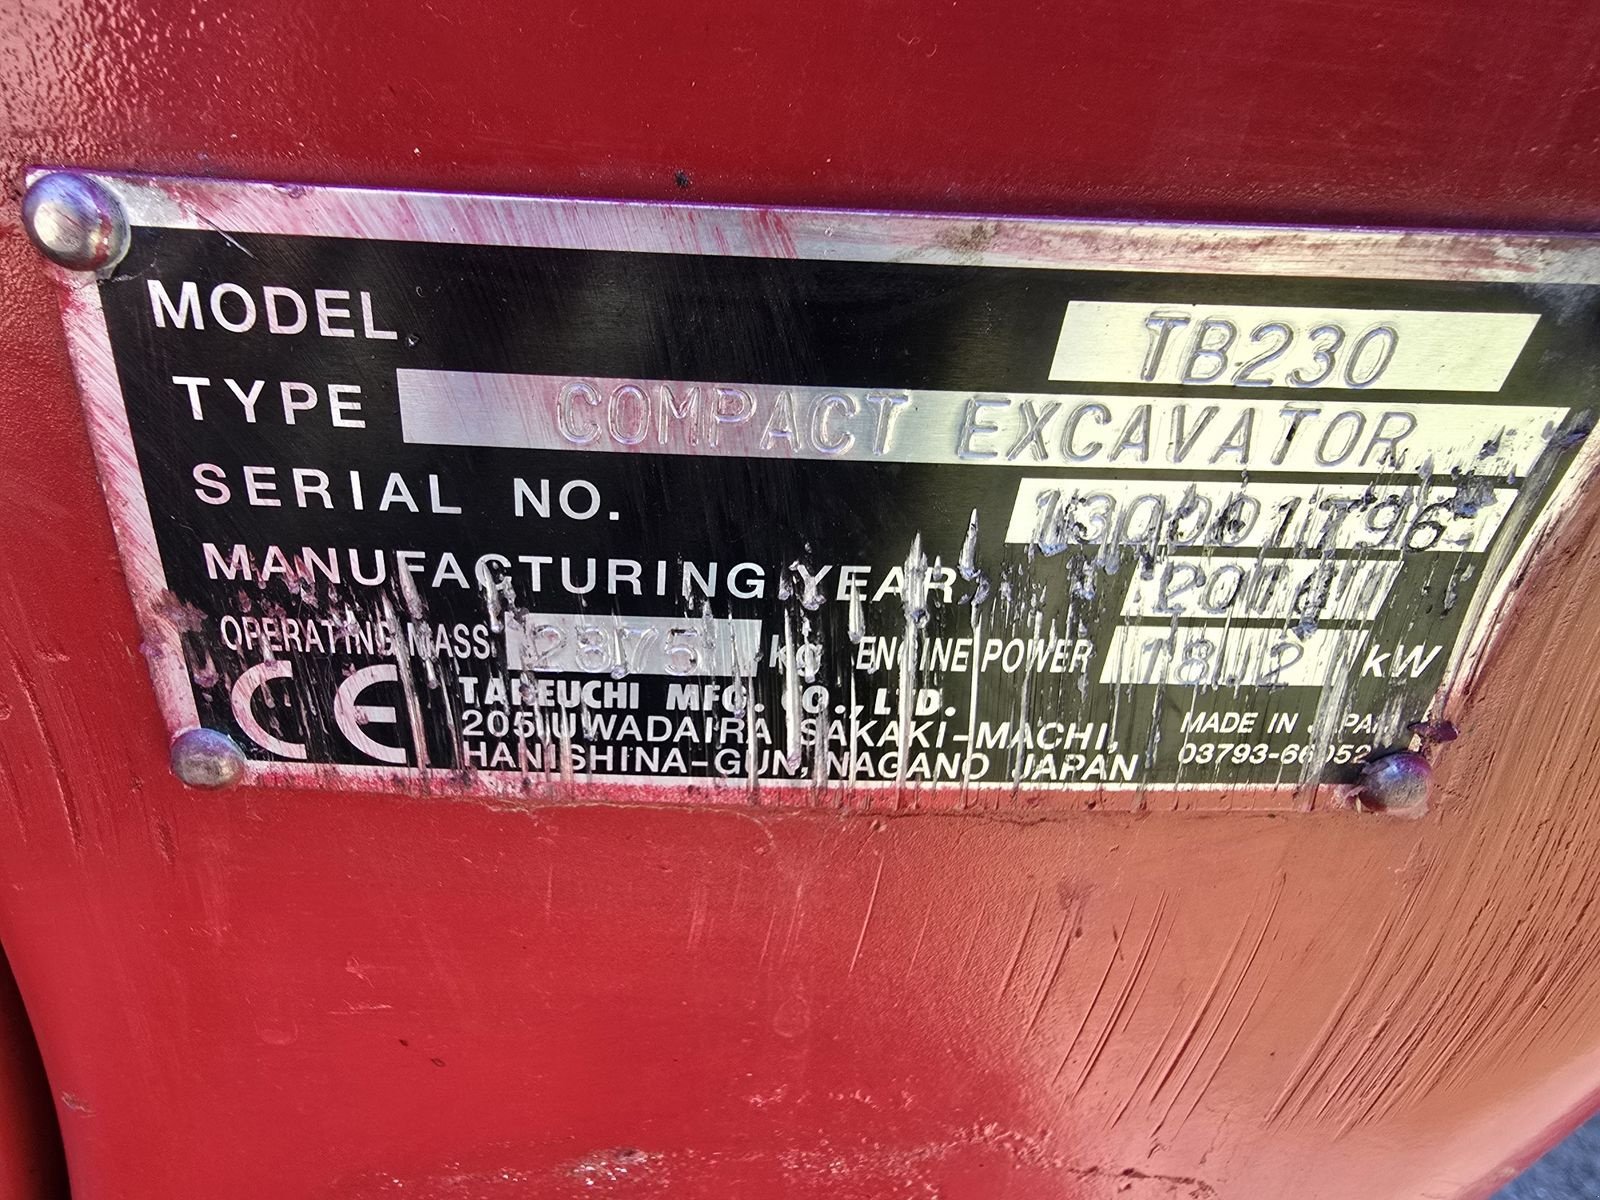 MODEL TB230
TYPE COMPACT EXCAVATOR
SERIAL NO.
MANUFACTURING YEAR
OPERATING MASS kg ENGINE POWER 18.2 kW
CE
TAKEUCHI MFG. CO., LTD.
205 UWADAIRA SAKAKI-MACHI,
HANISHINA-GUN, NAGANO JAPAN
MADE IN JAPAN